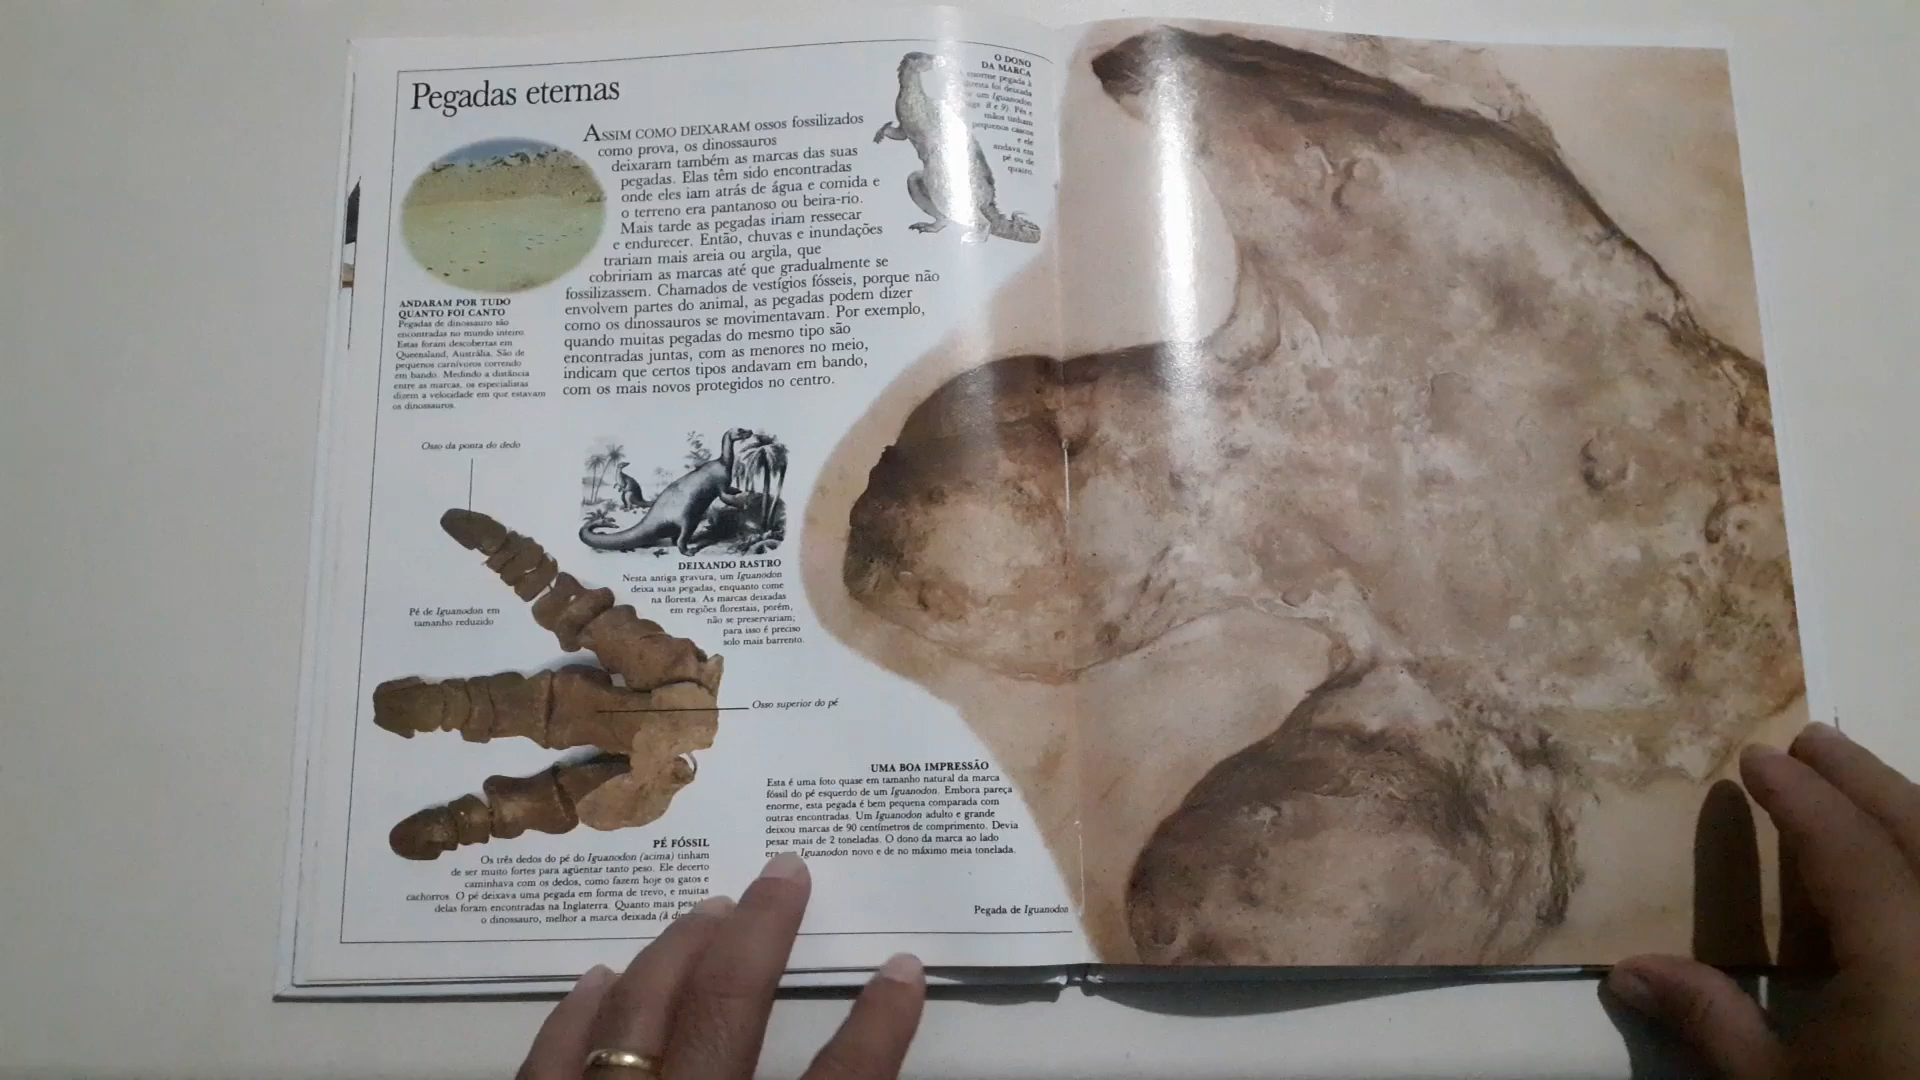 Pegadas eternas
ASSIM COMO DEIXARAM ossos fossilizados
como prova, os dinossauros
deixaram também as marcas das suas
pegadas. Elas têm sido encontradas
onde eles iam atrás de água e comida e
o terreno era pantanoso ou beira-rio.
Mais tarde as pegadas iriam ressecar
e endurecer. Então, chuvas e inundações
trariam mais areia ou argila, que
cobririam as marcas até que gradualmente se
fossilizassem. Chamados de vestígios fósseis, porque não
envolvem partes do animal, as pegadas podem dizer
como os dinossauros se movimentavam. Por exemplo,
quando muitas pegadas do mesmo tipo são
encontradas juntas, com as menores no meio,
indicam que certos tipos andavam em bando,
com os mais novos protegidos no centro.
O DONO
DA MARCA
enorme pegada à
direita foi deixada
um Iguanodon
8 e 9). Pés e
mãos tinham
pequenos cascos
e ele
andava em
pé ou de
quatro.
ANDARAM POR TUDO
QUANTO FOI CANTO
Pegadas de dinossauro são
encontradas no mundo inteiro.
Estas foram descobertas em
Queensland, Austrália. São de
pequenos carnívoros correndo
em bando. Medindo a distância
entre as marcas, os especialistas
dizem a velocidade em que estavam
os dinossauros.
Osso da ponta do dedo
DEIXANDO RASTRO
Nesta antiga gravura, um Iguanodon
deixa suas pegadas, enquanto come
na floresta. As marcas deixadas
em regiões florestais, porém,
não se preservariam;
para isso é preciso
solo mais barrento.
Pé de Iguanodon em
tamanho reduzido
Osso superior do pé
UMA BOA IMPRESSÃO
Esta é uma foto quase em tamanho natural da marca
fóssil do pé esquerdo de um Iguanodon. Embora pareça
enorme, esta pegada é bem pequena comparada com
outras encontradas. Um Iguanodon adulto e grande
deixou marcas de 90 centímetros de comprimento. Devia
pesar mais de 2 toneladas. O dono da marca ao lado
Iguanodon novo e de no máximo meia tonelada.
PÉ FÓSSIL
Os três dedos do pé do Iguanodon (acima) tinham
de ser muito fortes para agüentar tanto peso. Ele decerto
caminhava com os dedos, como fazem hoje os gatos e
cachorros. O pé deixava uma pegada em forma de trevo, e muitas
delas foram encontradas na Inglaterra. Quanto mais
o dinossauro, melhor a marca deixada (à
Pegada de Iguanodon